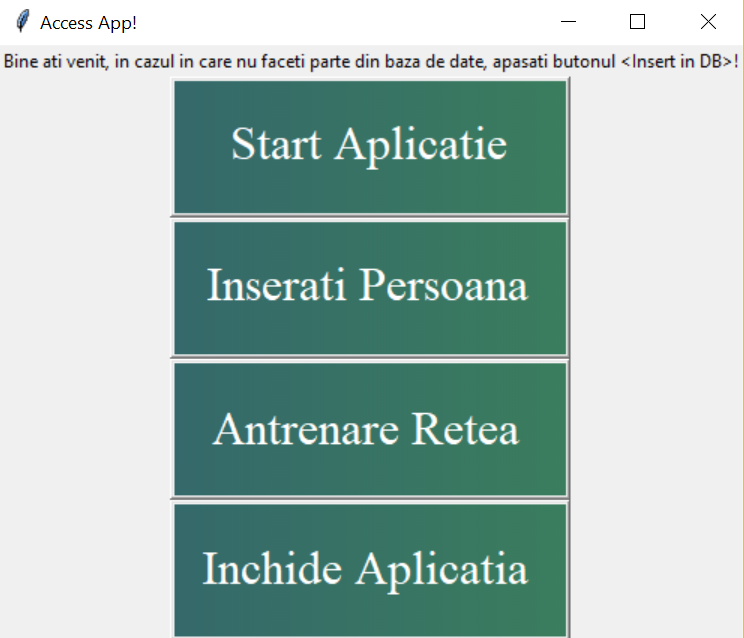 Access App!
Bine ati venit, in cazul in care nu faceti parte din baza de date, apasati butonul <Insert in DB>!
Start Aplicatie
Inserati Persoana
Antrenare Retea
Inchide Aplicatia